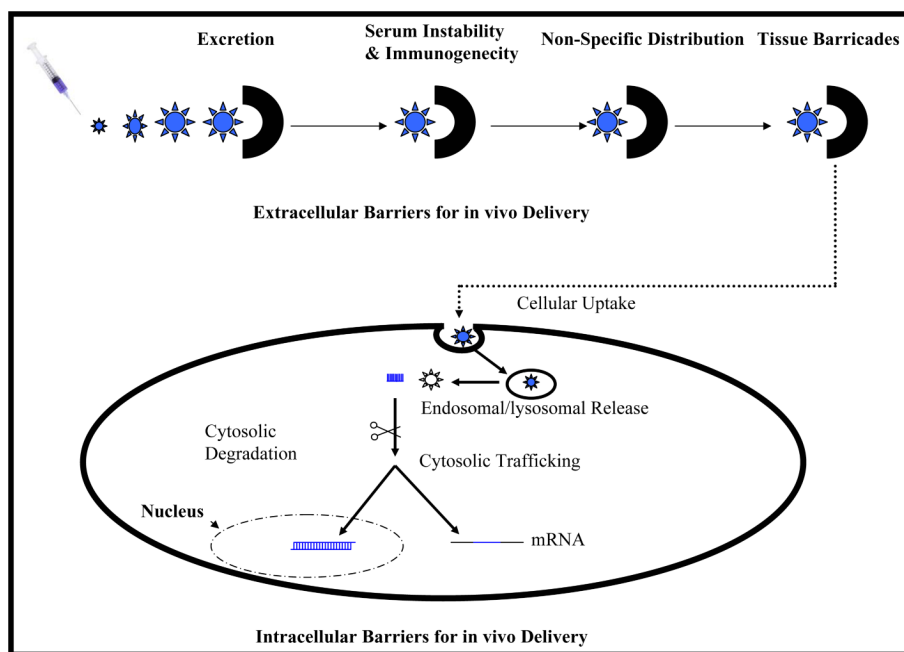 Excretion
Serum Instability
& Immunogenecity
Non-Specific Distribution
Tissue Barricades
Extracellular Barriers for in vivo Delivery
Cellular Uptake
Endosomal/lysosomal Release
Cytosolic
Degradation
Cytosolic Trafficking
Nucleus
mRNA
Intracellular Barriers for in vivo Delivery